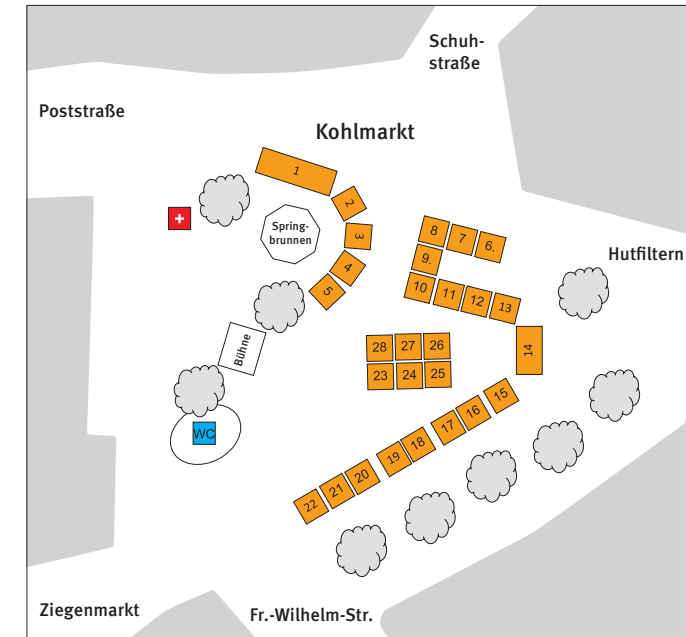 Schuh-
straße
Poststraße
Kohlmarkt
1
2
+
Spring-
brunnen
3
8
7
6.
Hutfiltern
9.
4
5
10
11
12
13
Bühne
28
27
26
14
23
24
25
15
16
17
WC
18
19
20
21
22
Ziegenmarkt
Fr.-Wilhelm-Str.